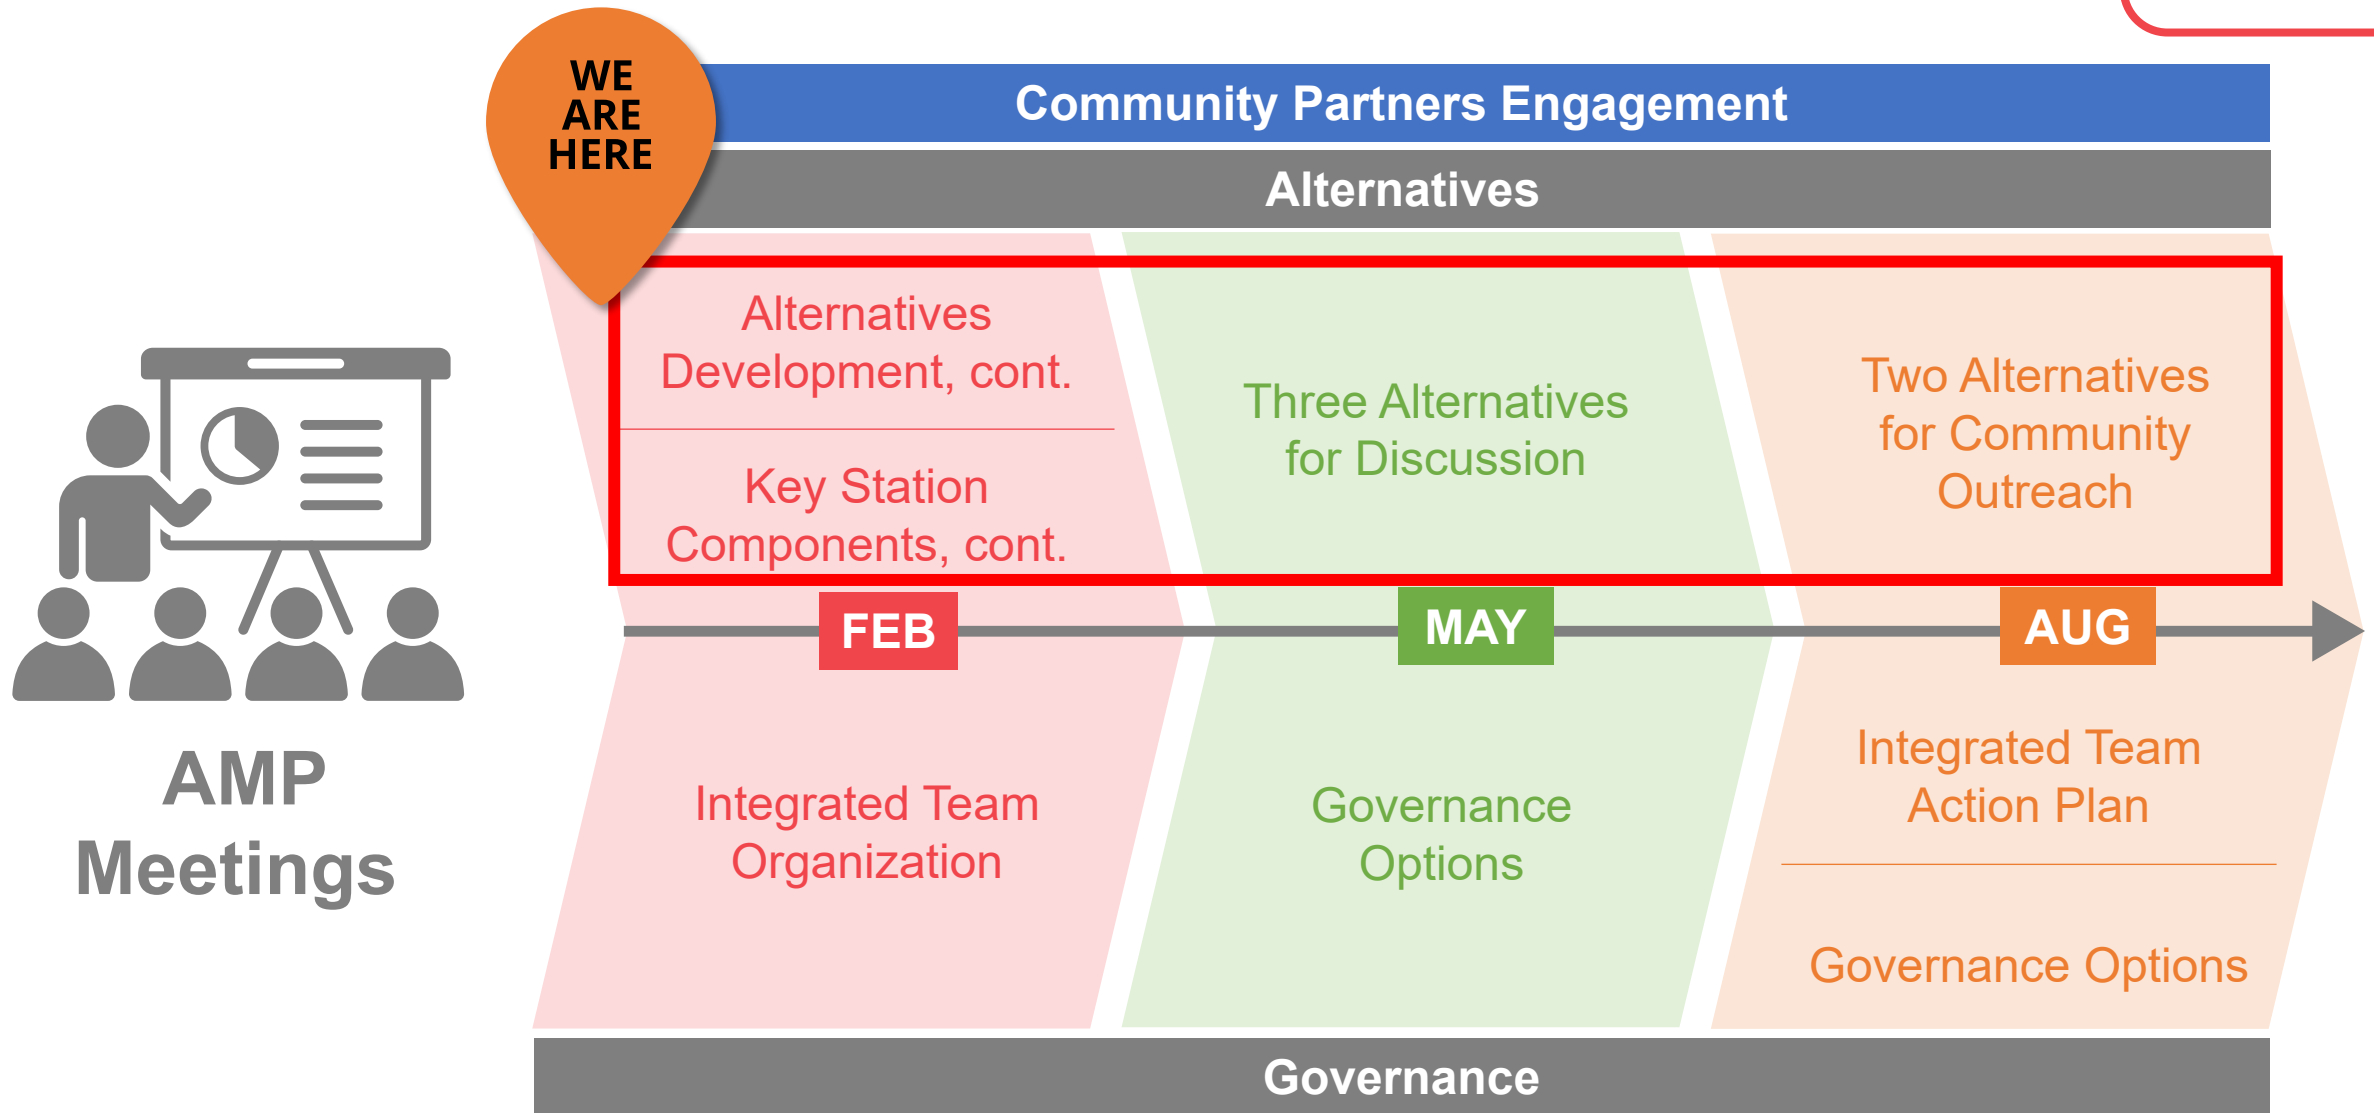 WE
ARE
HERE
Community Partners Engagement
Alternatives
Alternatives
Development, cont.
Key Station
Components, cont.
Three Alternatives
for Discussion
Two Alternatives
for Community
Outreach
FEB
MAY
AUG
AMP
Meetings
Integrated Team
Organization
Governance
Options
Integrated Team
Action Plan
Governance Options
Governance